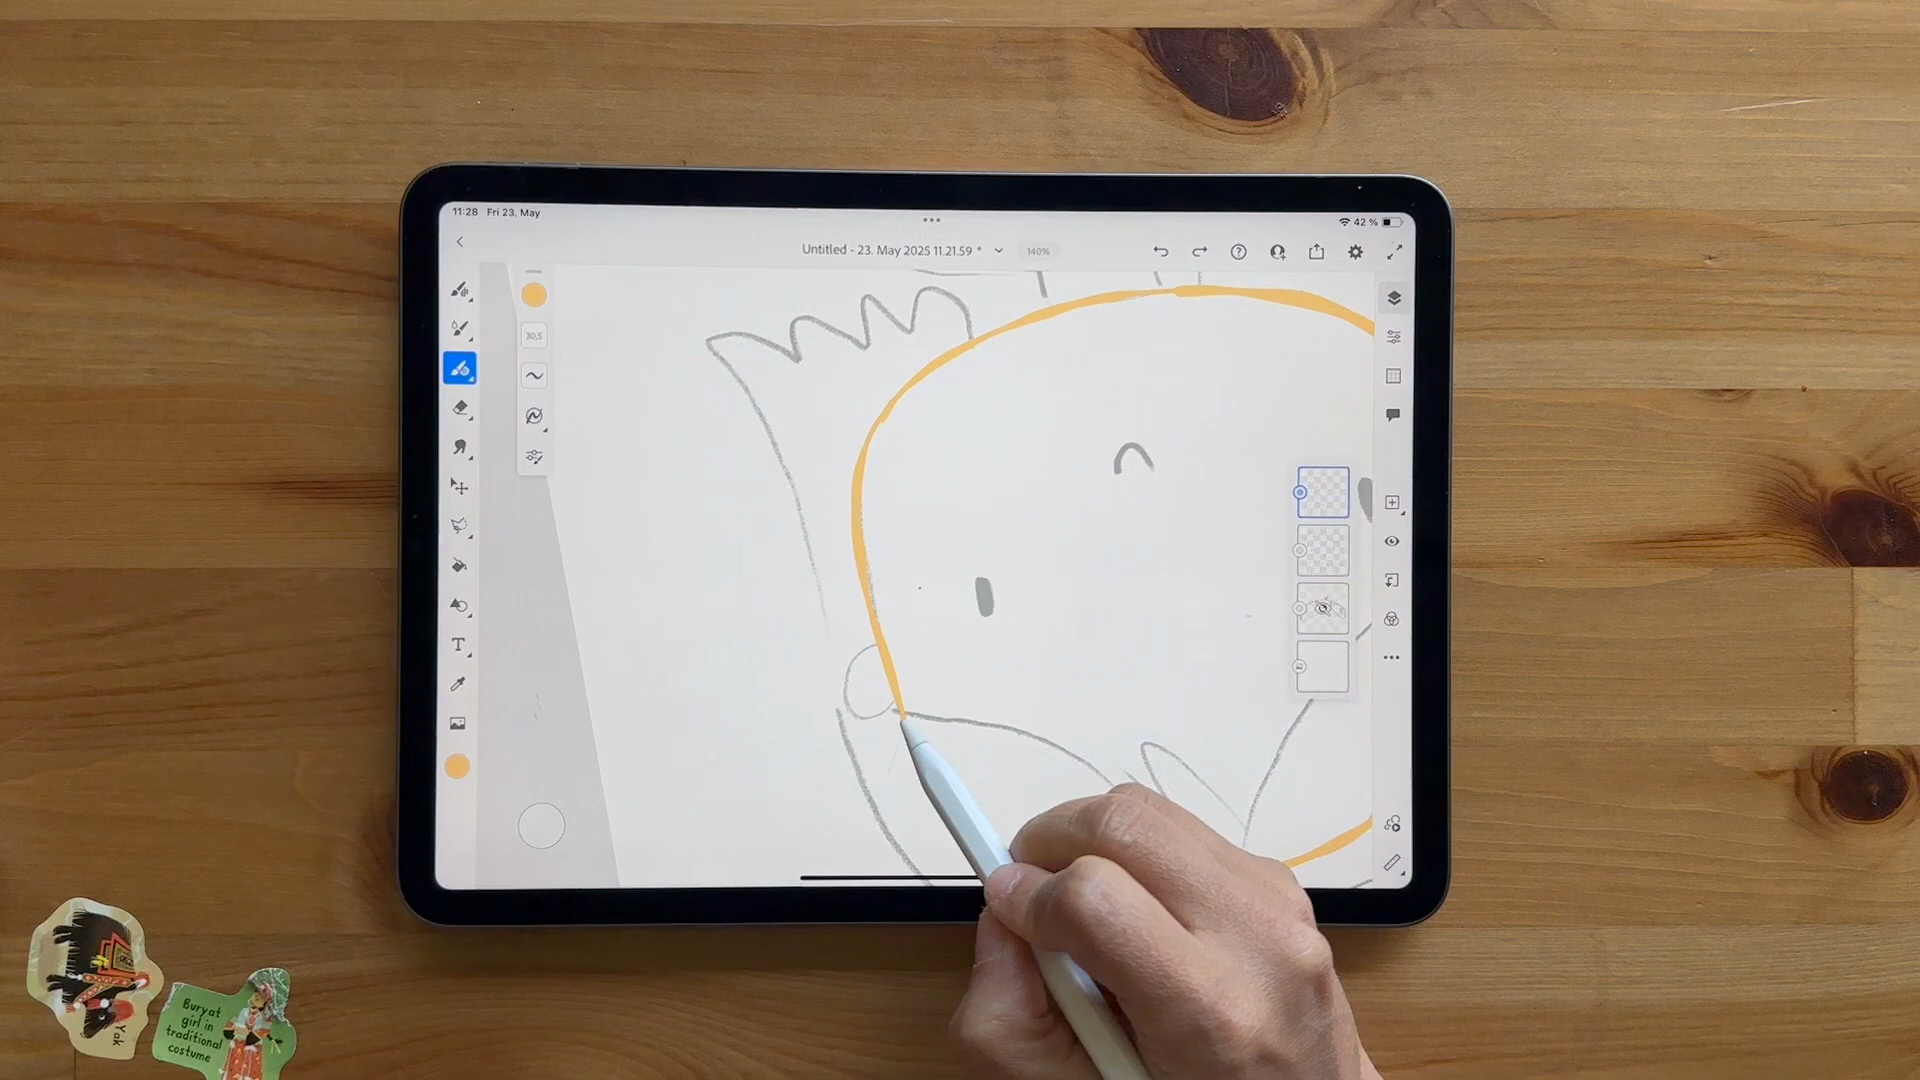 11:28 Fri 23. May
42 %
Untitled - 23. May 2025 11.21.59 *
140%
30,5
T
Yak
Buryat
girl in
traditional
costume